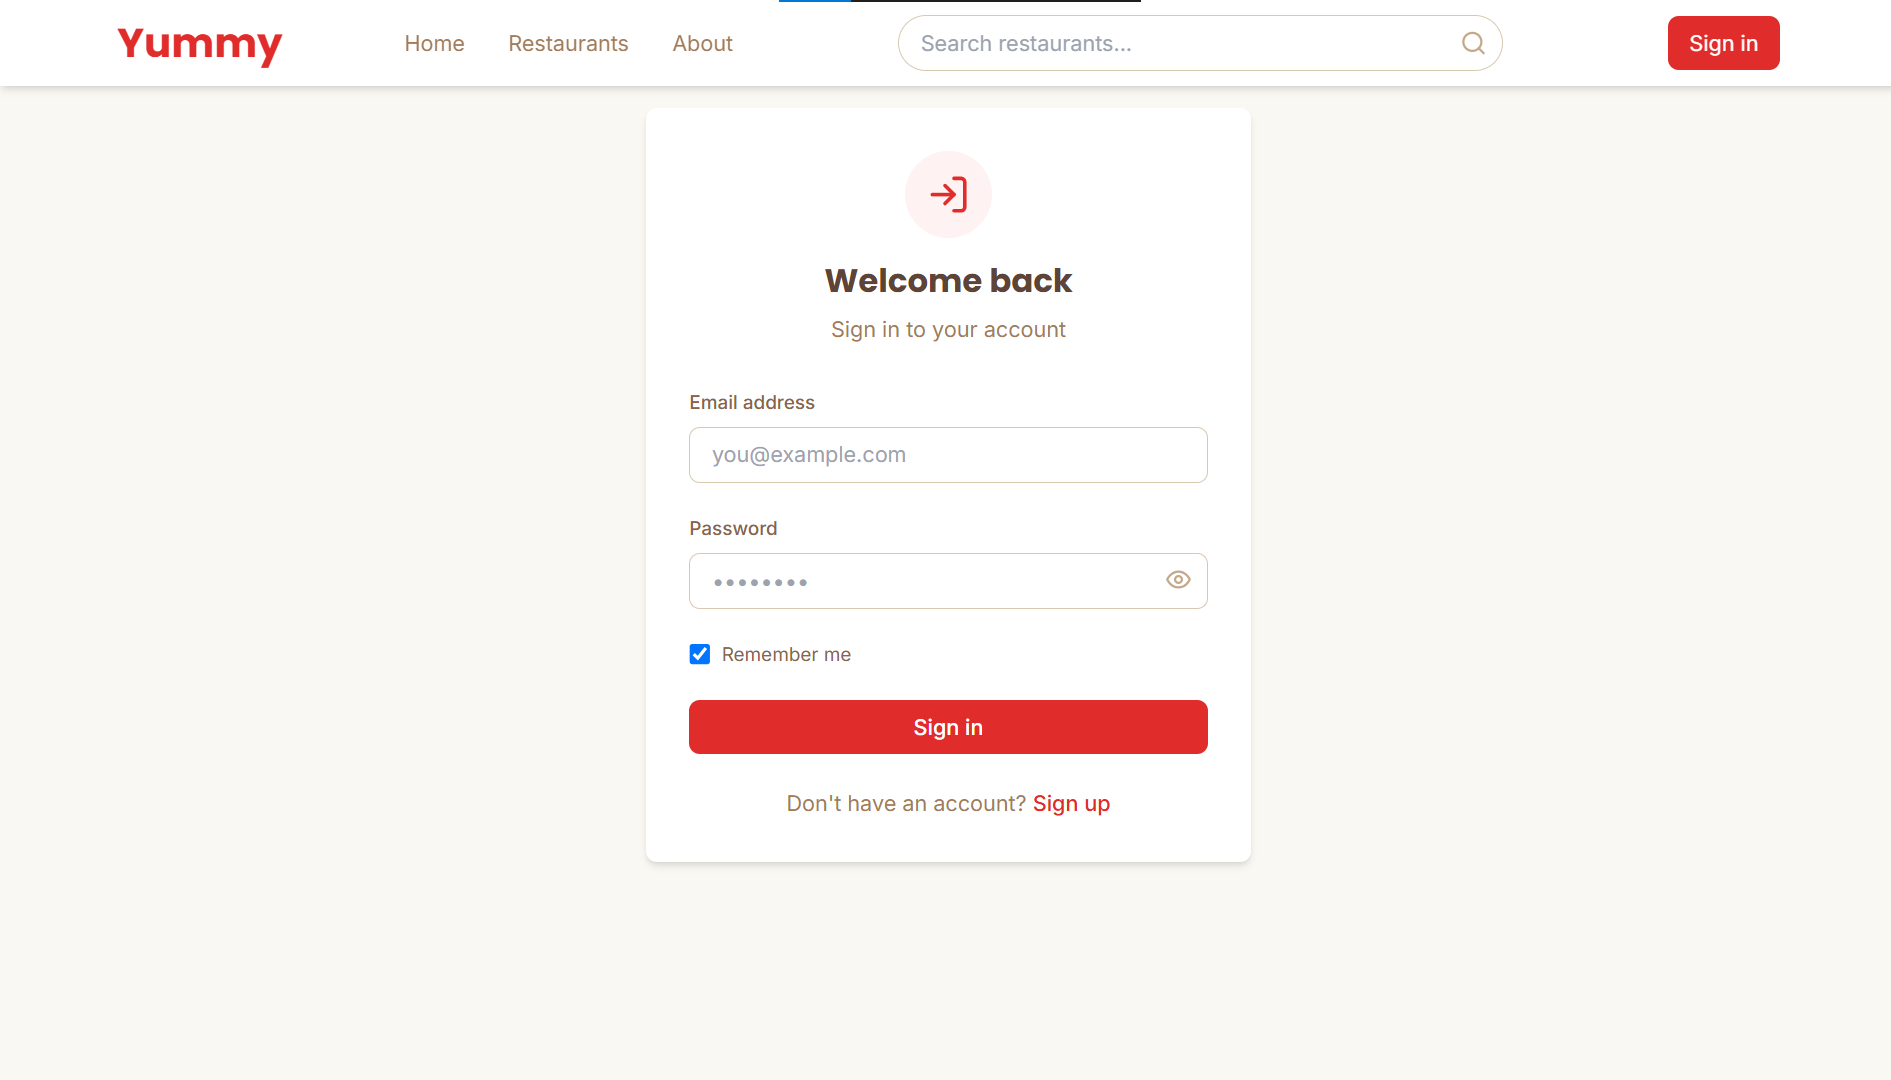 Yummy
Home
Restaurants
About
Search restaurants...
Sign in
Welcome back
Sign in to your account
Email address
you@example.com
Password
••••••••
Remember me
Sign in
Don't have an account? Sign up